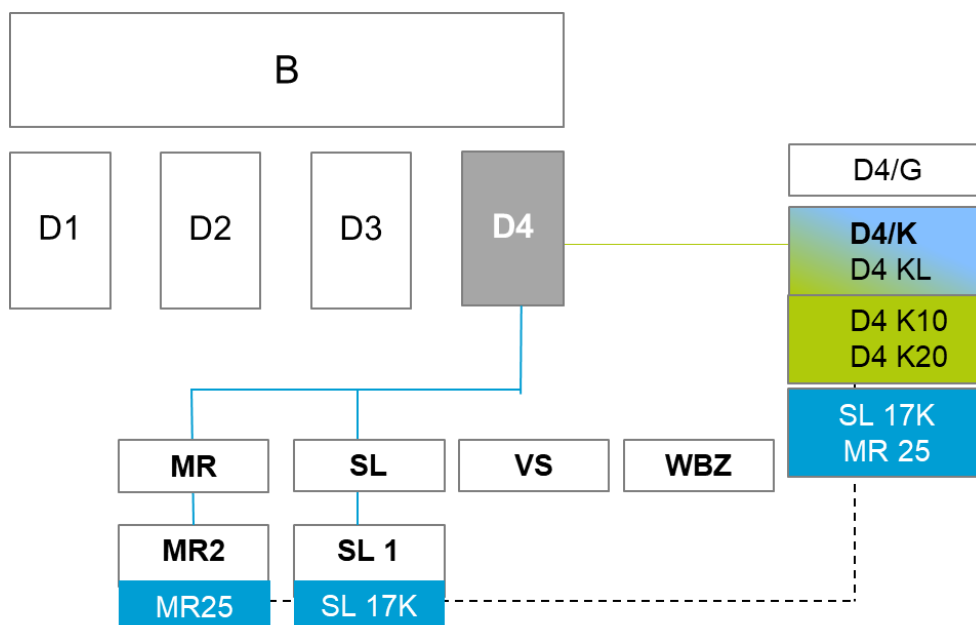 B
D1
D2
D3
D4
D4/G
D4/K
D4 KL
D4 K10
D4 K20
SL 17K
MR 25
MR
SL
VS
WBZ
MR2
SL 1
MR25
SL 17K